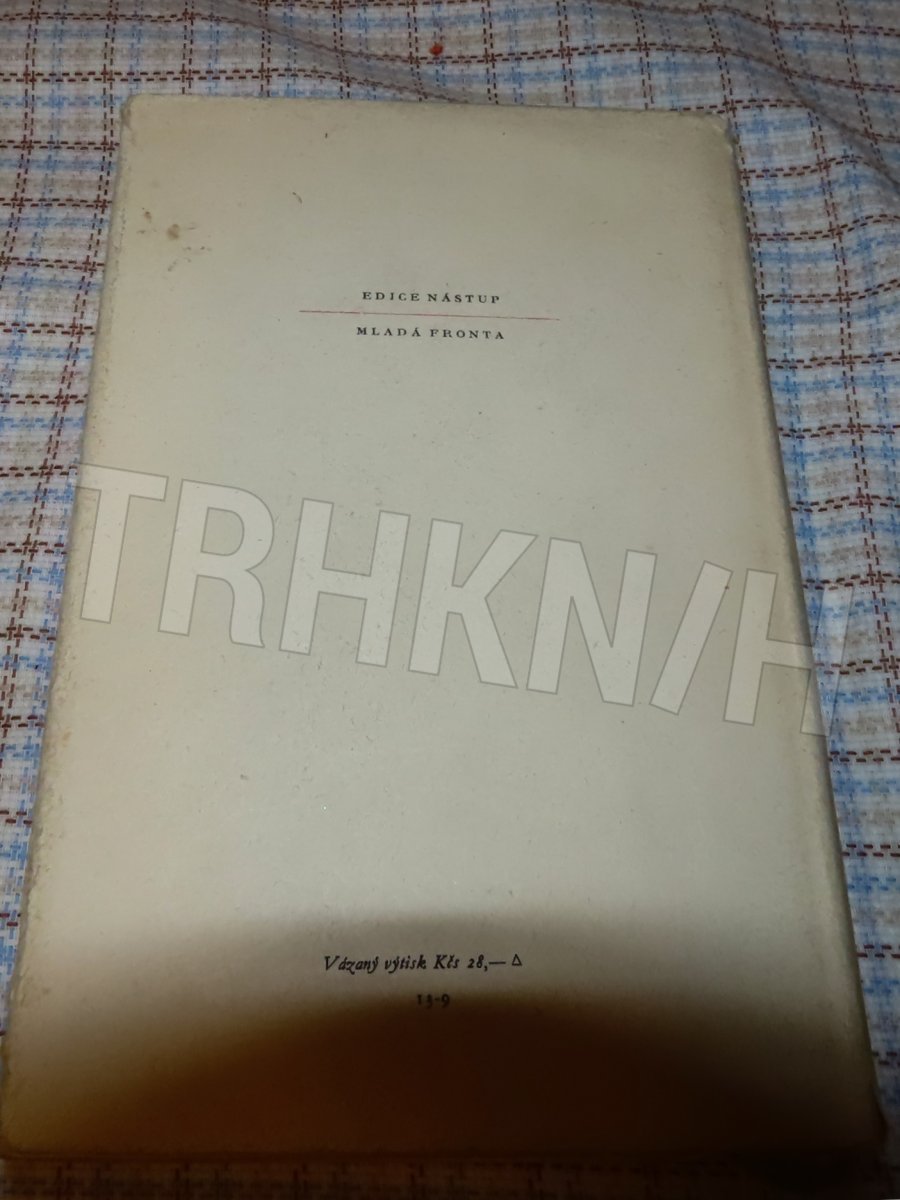 EDICE NÁSTUP
MLADÁ FRONTA
TRHKNIH
Vázaný výtisk Kčs 28,— Δ
13-9